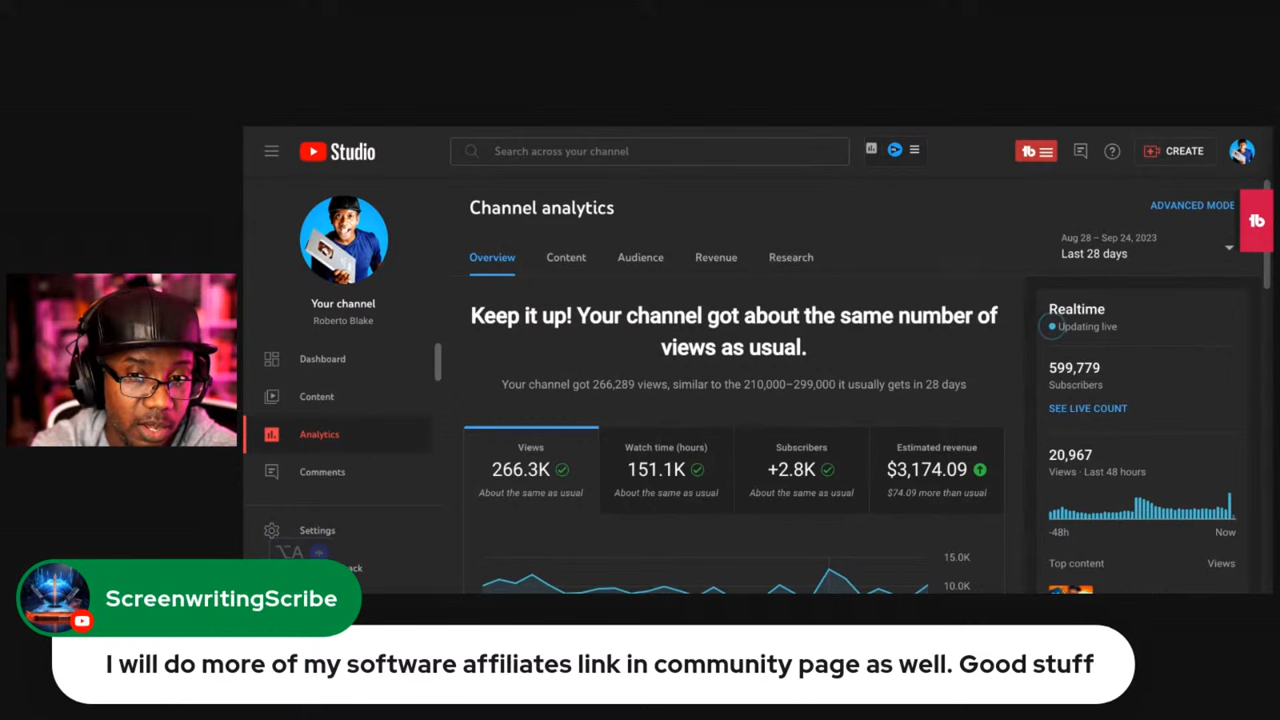 Studio
Search across your channel
tb
CREATE
Channel analytics
ADVANCED MODE
tb
Aug 28 – Sep 24, 2023
Last 28 days
Overview
Content
Audience
Revenue
Research
Your channel
Roberto Blake
Keep it up! Your channel got about the same number of
views as usual.
Your channel got 266,289 views, similar to the 210,000–299,000 it usually gets in 28 days
Realtime
Updating live
599,779
Subscribers
SEE LIVE COUNT
Dashboard
Content
Analytics
Comments
Settings
⌥A
Views
266.3K
About the same as usual
Watch time (hours)
151.1K
About the same as usual
Subscribers
+2.8K
About the same as usual
Estimated revenue
$3,174.09
$74.09 more than usual
20,967
Views · Last 48 hours
-48h
Now
15.0K
10.0K
Top content
Views
ScreenwritingScribe
I will do more of my software affiliates link in community page as well. Good stuff